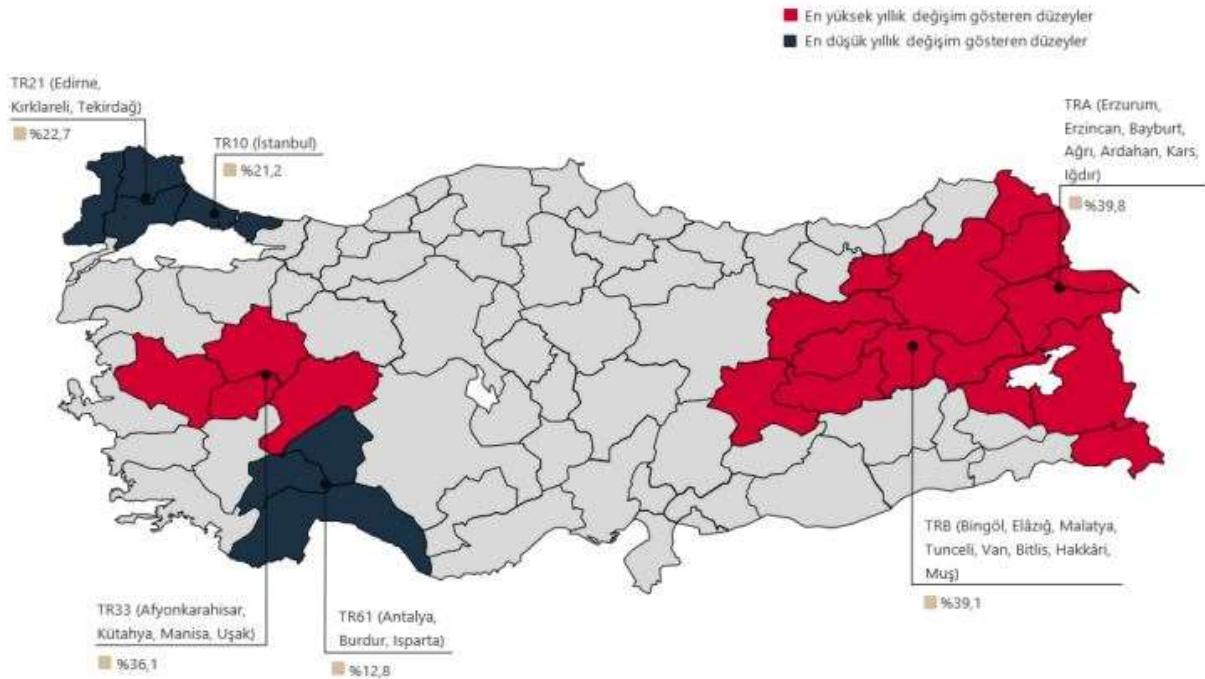 En yüksek yıllık değişim gösteren düzeyler
En düşük yıllık değişim gösteren düzeyler
TR21 (Edirne,
Kırklareli, Tekirdağ)
%22,7
TR10 (İstanbul)
%21,2
TRA (Erzurum,
Erzincan, Bayburt,
Ağrı, Ardahan, Kars,
Iğdır)
%39,8
TRB (Bingöl, Elâzığ, Malatya,
Tunceli, Van, Bitlis, Hakkâri,
Muş)
%39,1
TR33 (Afyonkarahisar,
Kütahya, Manisa, Uşak)
%36,1
TR61 (Antalya,
Burdur, Isparta)
%12,8